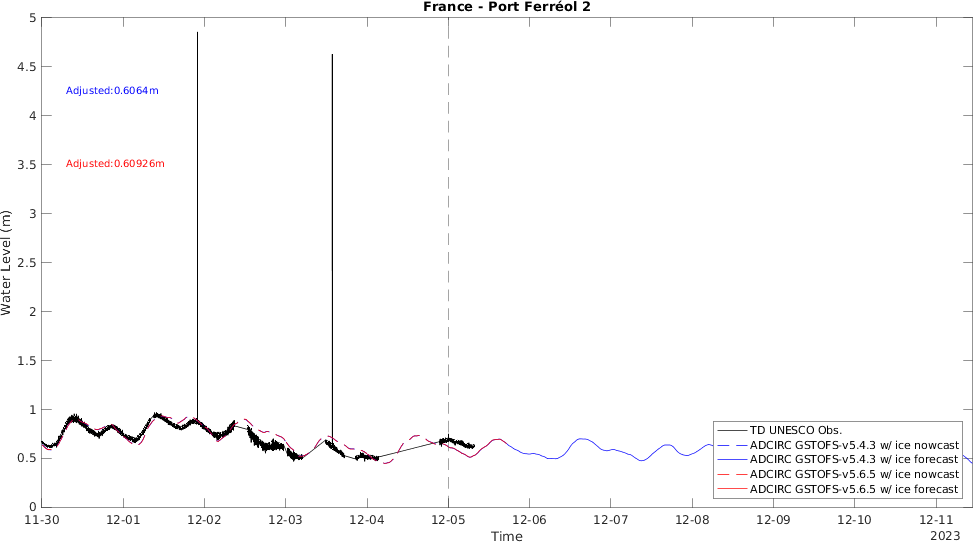 France - Port Ferréol 2
5
4.5
Adjusted:0.6064m
4
3.5
Adjusted:0.60926m
3
2.5
2
1.5
1
0.5
0
Water Level (m)
TD UNESCO Obs.
ADCIRC GSTOFS-v5.4.3 w/ ice nowcast
ADCIRC GSTOFS-v5.4.3 w/ ice forecast
ADCIRC GSTOFS-v5.6.5 w/ ice nowcast
ADCIRC GSTOFS-v5.6.5 w/ ice forecast
11-30 12-01 12-02 12-03 12-04 12-05 12-06 12-07 12-08 12-09 12-10 12-11
Time
2023